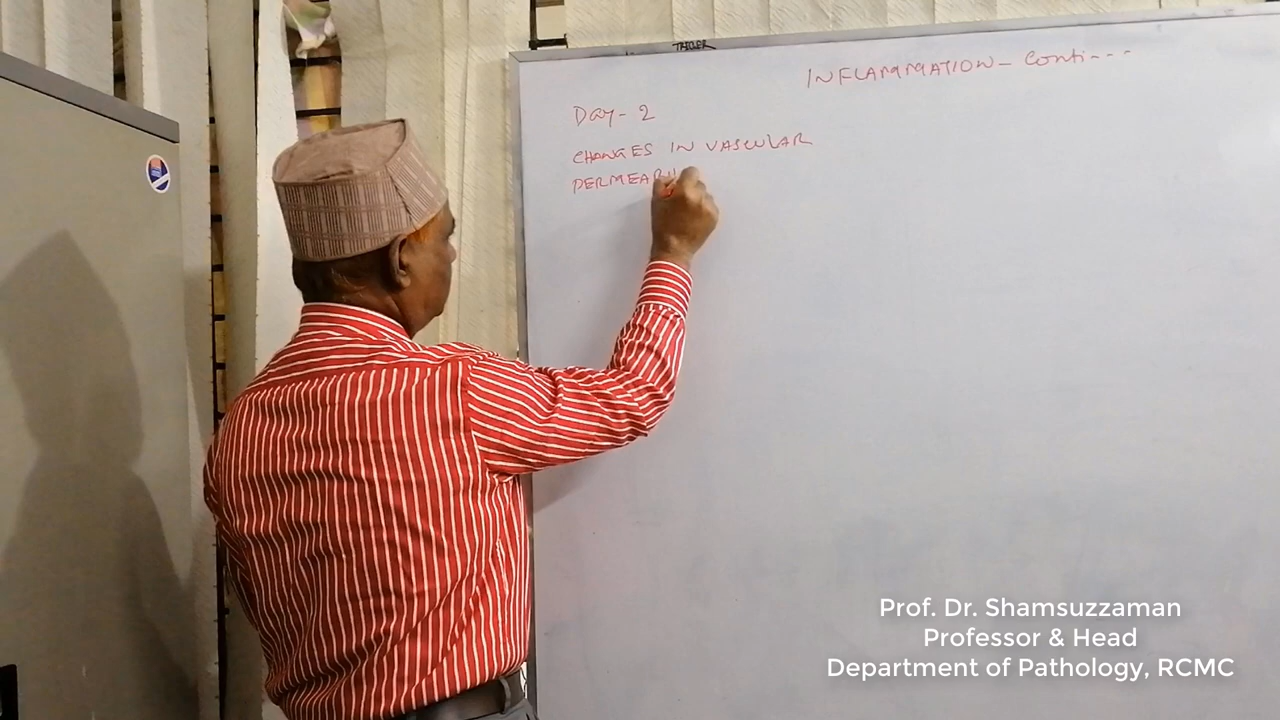 INFLAMMATION - Conti---
Day - 2
CHANGES IN VASCULAR
PERMEABI
Prof. Dr. Shamsuzzaman
Professor & Head
Department of Pathology, RCMC